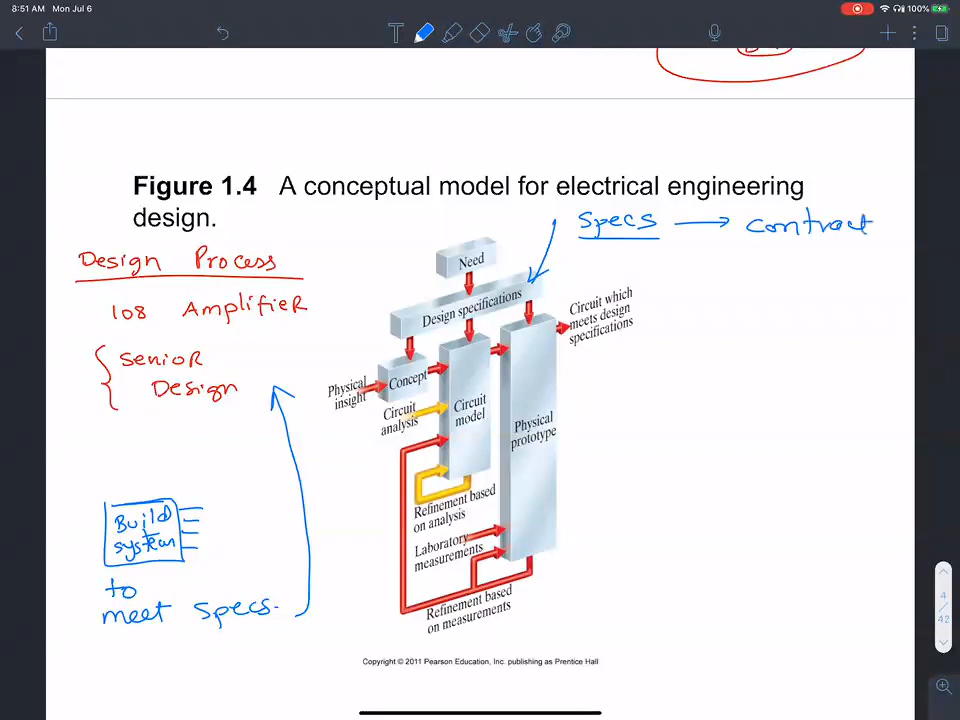 8:51 AM Mon Jul 6
100%
T
Figure 1.4 A conceptual model for electrical engineering
design.
Specs → contract
Design Process
108 AmplifieR
SenioR
Design
Need
Design specifications
Circuit which
meets design
specifications
Physical
insight
Concept
Circuit
analysis
Circuit
model
Physical
prototype
Refinement based
on analysis
Laboratory
measurements
Refinement based
on measurements
Build
system
to
meet specs.
4
/
42
Copyright © 2011 Pearson Education, Inc. publishing as Prentice Hall